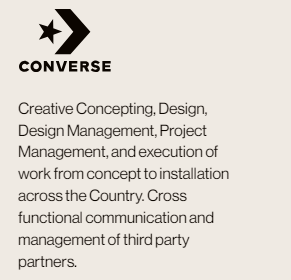 CONVERSE
Creative Concepting, Design,
Design Management, Project
Management, and execution of
work from concept to installation
across the Country. Cross
functional communication and
management of third party
partners.